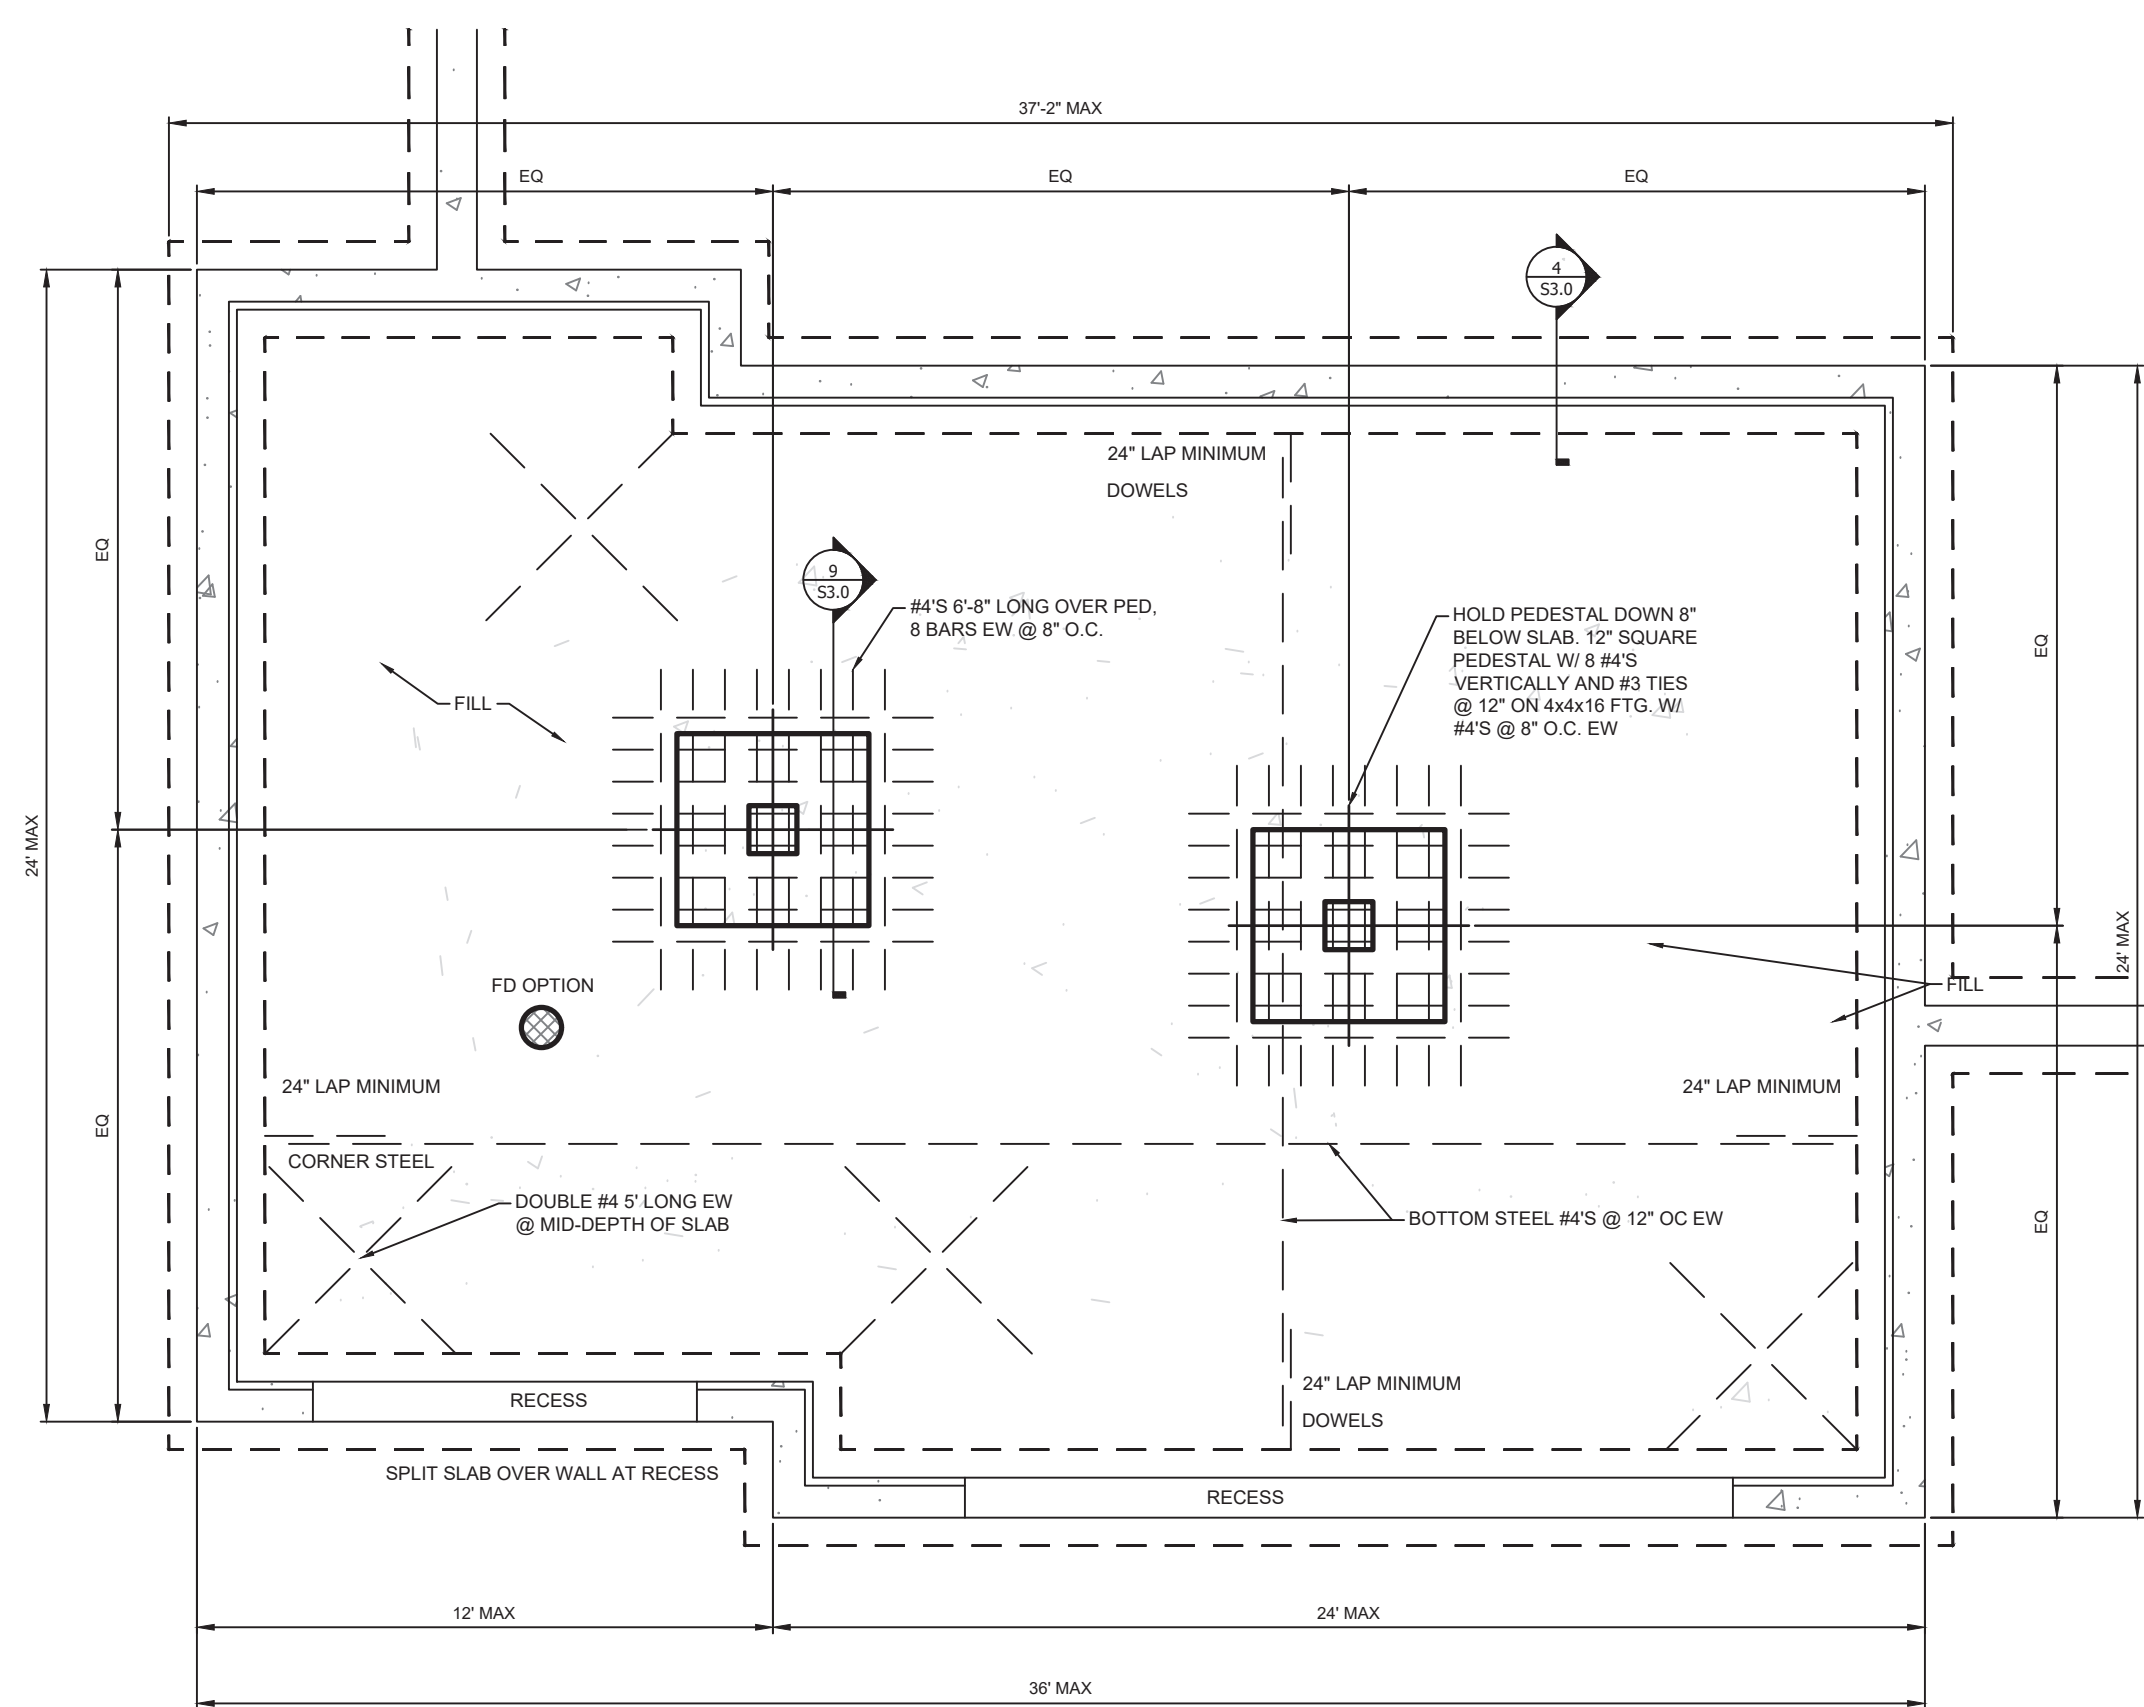 37'-2" MAX
EQ
EQ
EQ
4
S3.0
24" LAP MINIMUM
DOWELS
EQ
9
S3.0
#4'S 6'-8" LONG OVER PED,
8 BARS EW @ 8" O.C.
HOLD PEDESTAL DOWN 8"
BELOW SLAB. 12" SQUARE
PEDESTAL W/ 8 #4'S
VERTICALLY AND #3 TIES
@ 12" ON 4x4x16 FTG. W/
#4'S @ 8" O.C. EW
EQ
FILL
24' MAX
24' MAX
FD OPTION
FILL
24" LAP MINIMUM
24" LAP MINIMUM
EQ
CORNER STEEL
DOUBLE #4 5' LONG EW
@ MID-DEPTH OF SLAB
BOTTOM STEEL #4'S @ 12" OC EW
EQ
24" LAP MINIMUM
DOWELS
RECESS
SPLIT SLAB OVER WALL AT RECESS
RECESS
12' MAX
24' MAX
36' MAX